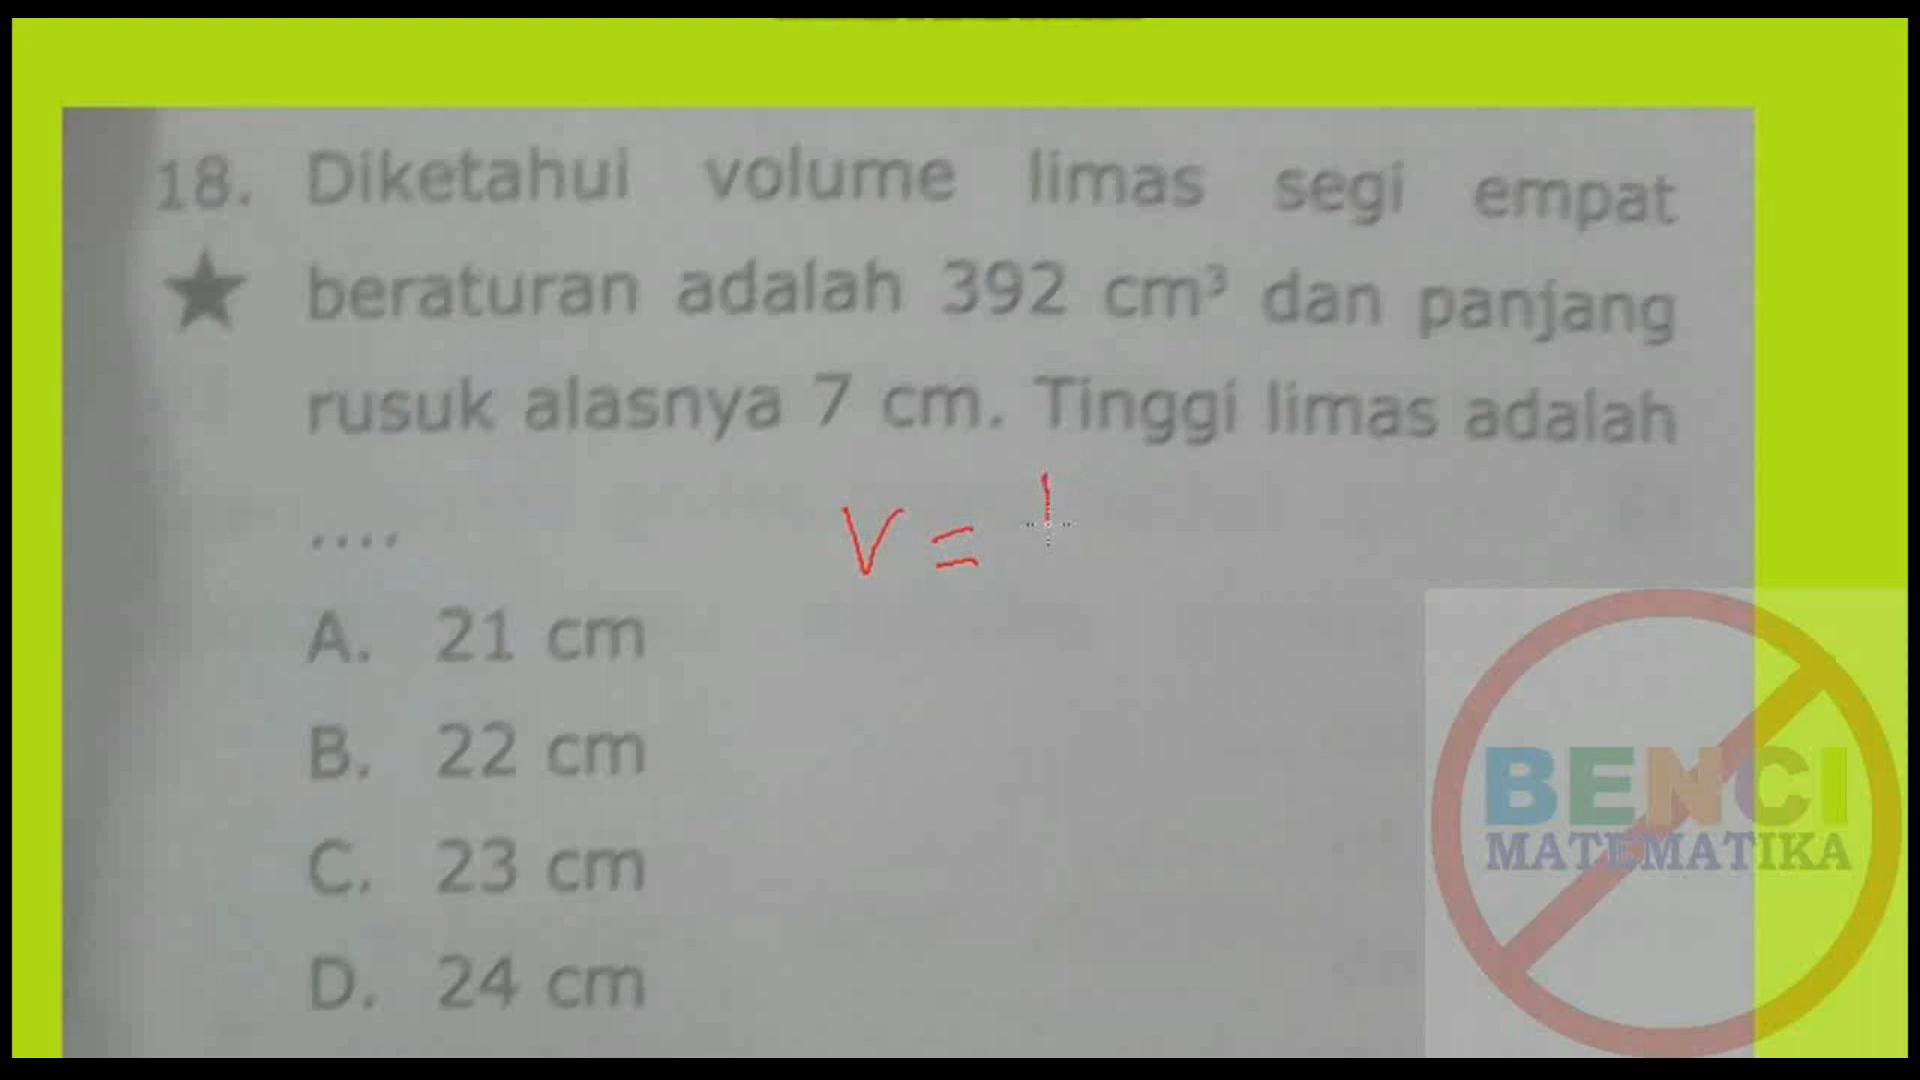 18. Diketahui volume limas segi empat
beraturan adalah 392 cm³ dan panjang
rusuk alasnya 7 cm. Tinggi limas adalah
....
V = 1
A. 21 cm
B. 22 cm
C. 23 cm
D. 24 cm
BENCI
MATEMATIKA